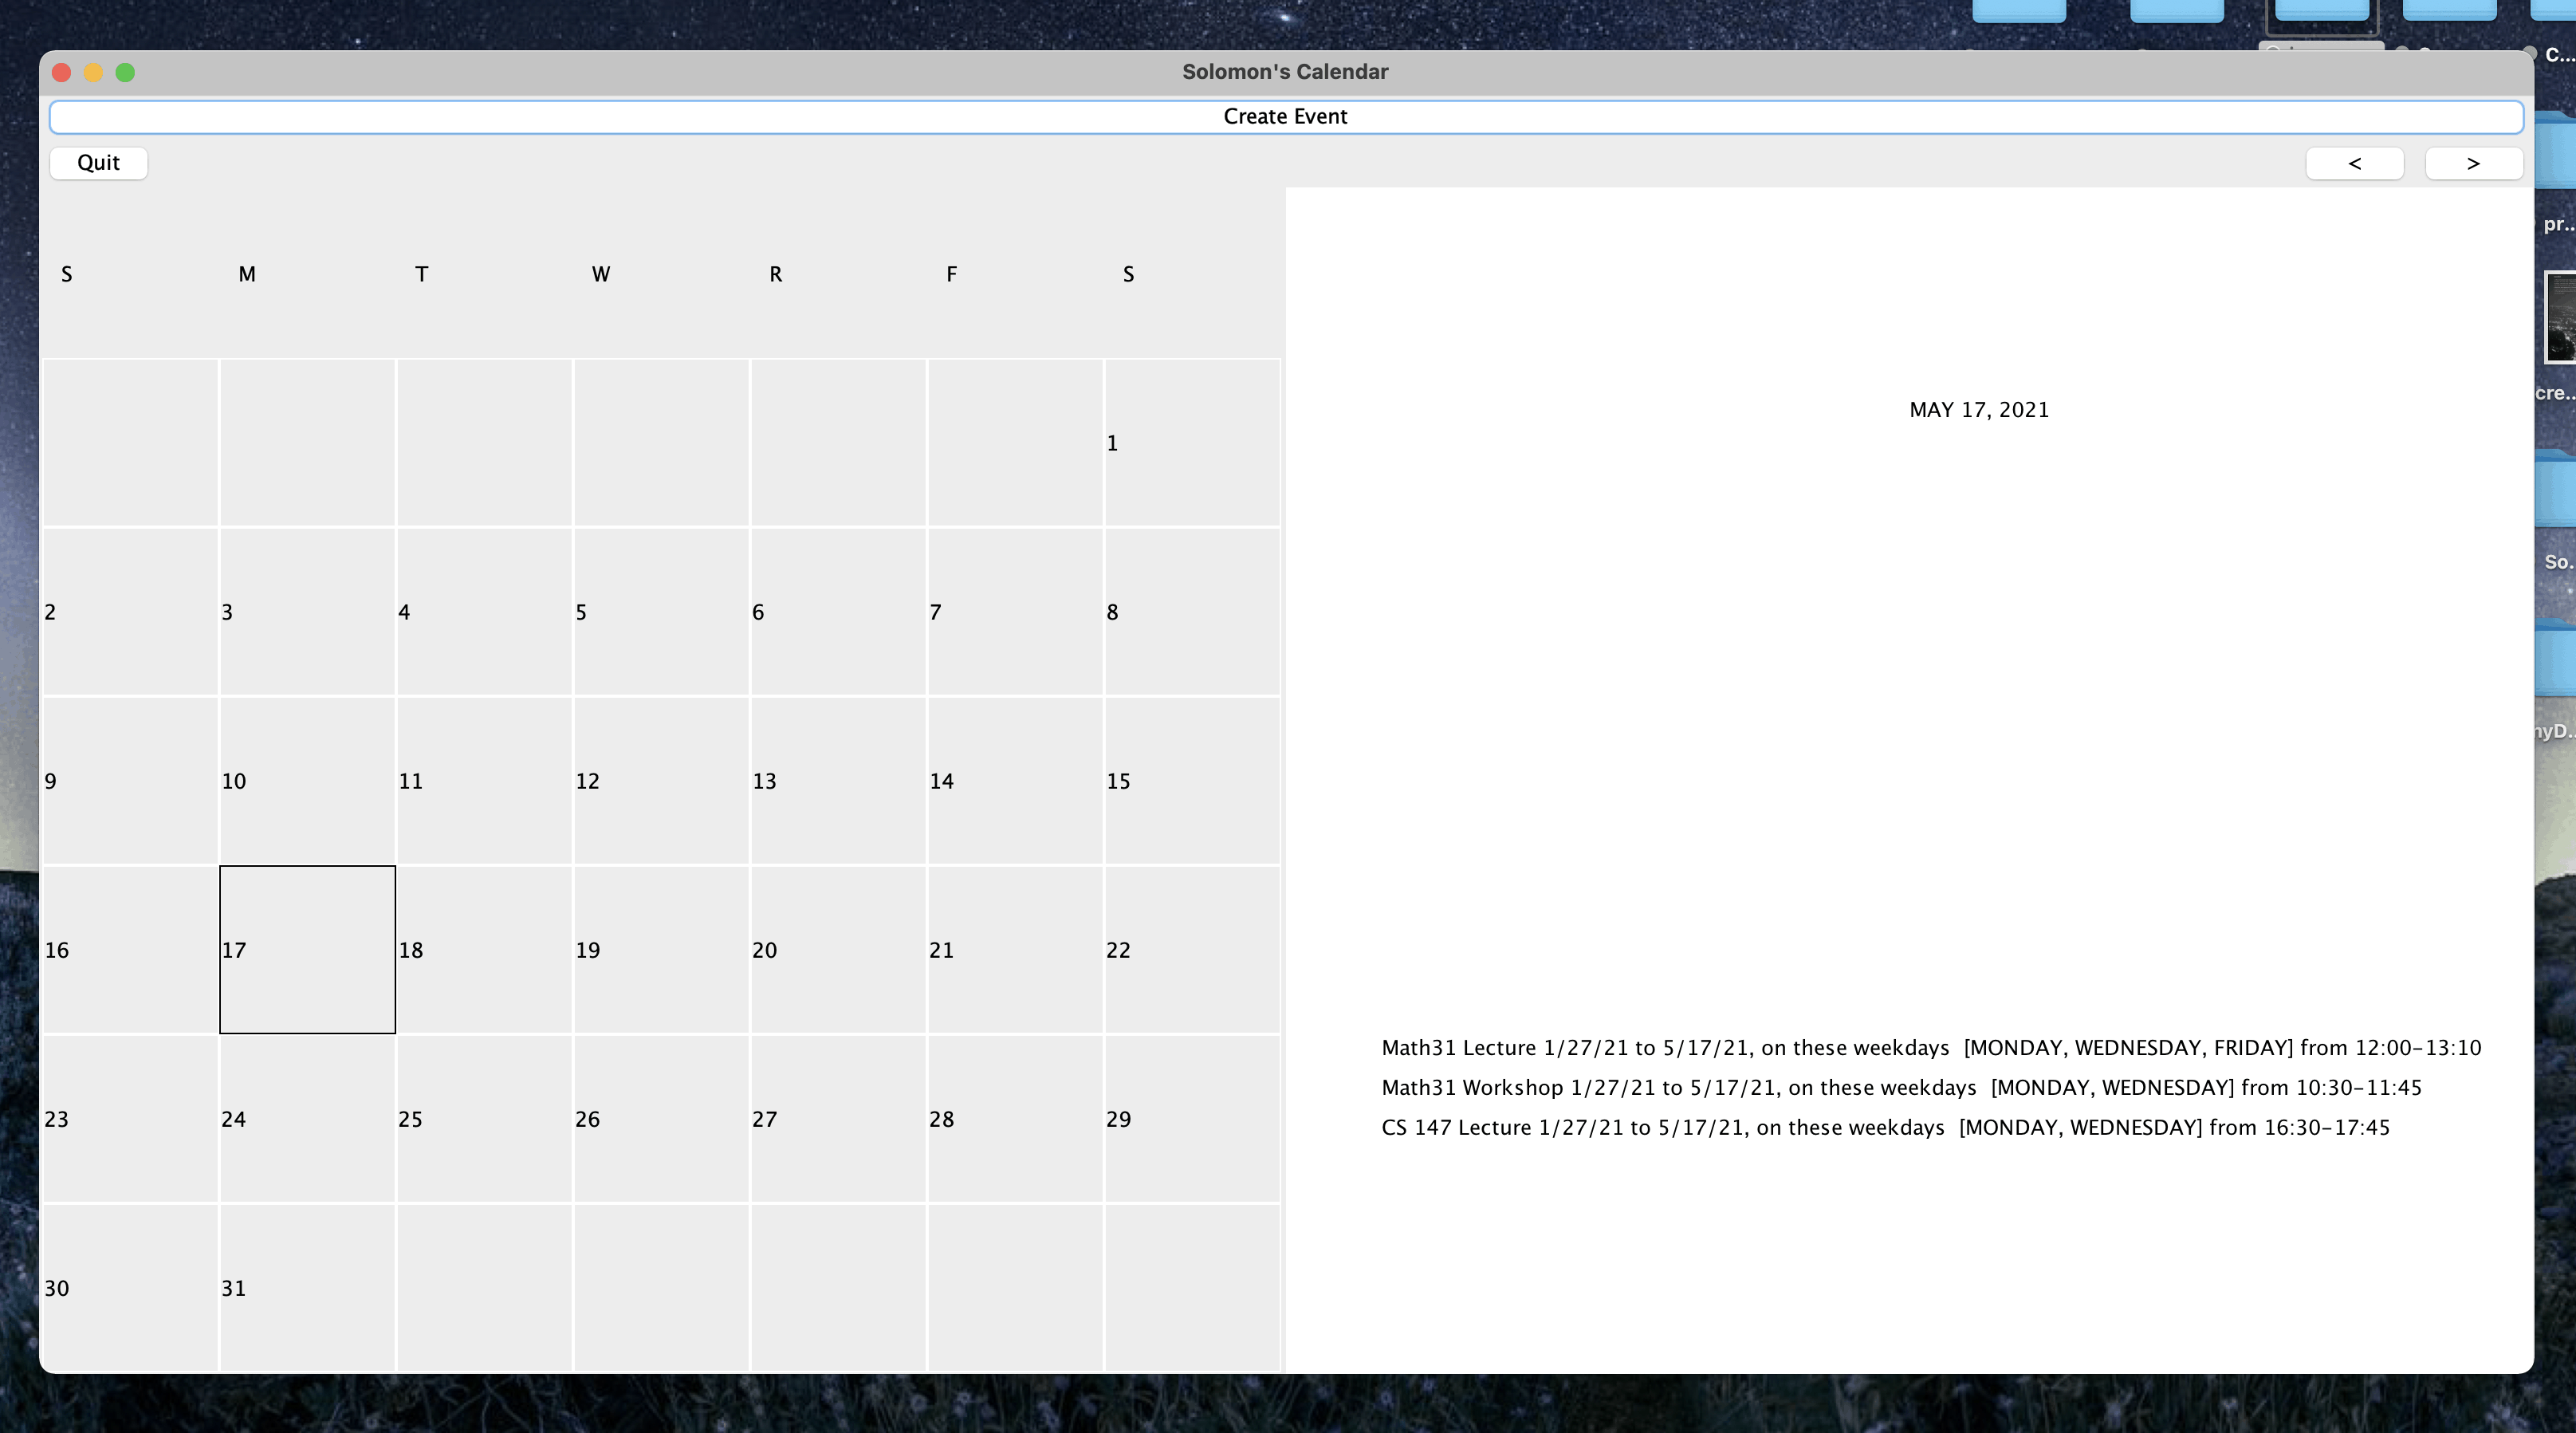 Solomon's Calendar
Create Event
Quit
<
>
S M T W R F S
1
2 3 4 5 6 7 8
9 10 11 12 13 14 15
16 17 18 19 20 21 22
23 24 25 26 27 28 29
30 31
MAY 17, 2021
Math31 Lecture 1/27/21 to 5/17/21, on these weekdays [MONDAY, WEDNESDAY, FRIDAY] from 12:00-13:10
Math31 Workshop 1/27/21 to 5/17/21, on these weekdays [MONDAY, WEDNESDAY] from 10:30-11:45
CS 147 Lecture 1/27/21 to 5/17/21, on these weekdays [MONDAY, WEDNESDAY] from 16:30-17:45
C...
pr...
cre...
So.